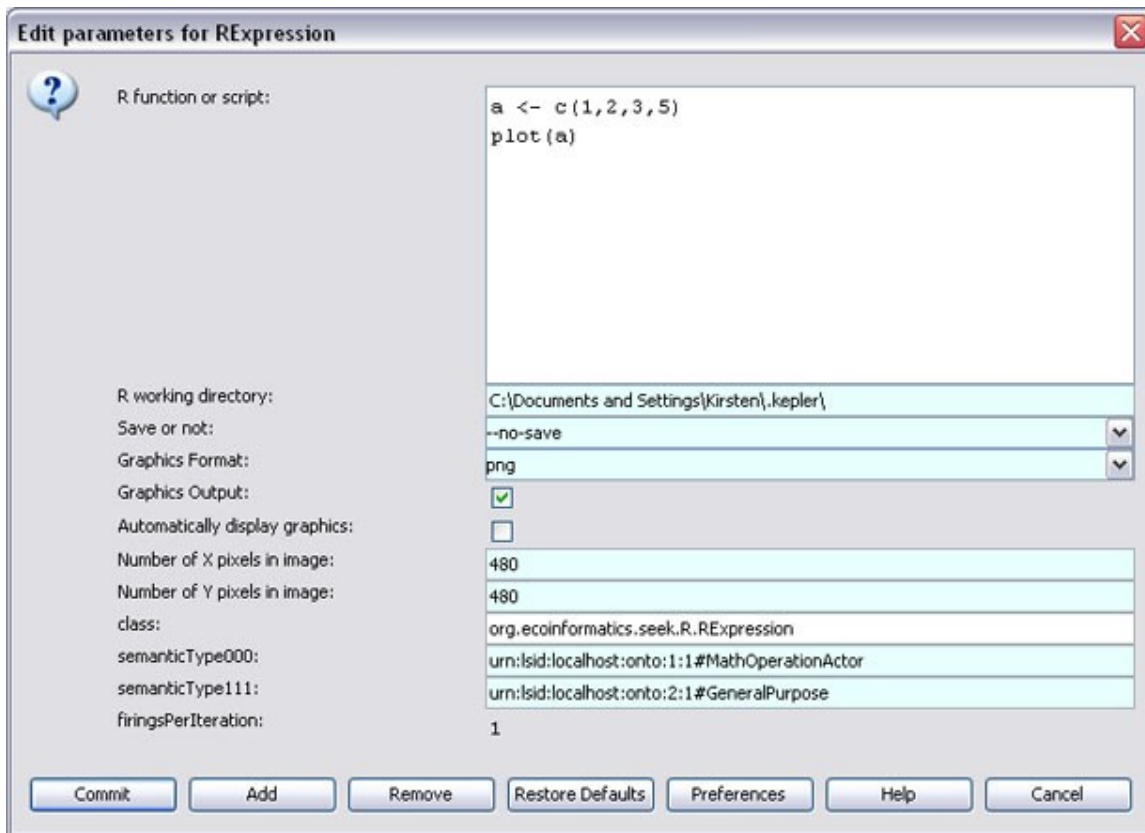 Edit parameters for RExpression
?
R function or script:
a <- c(1,2,3,5)
plot(a)
R working directory:
C:\Documents and Settings\Kirsten\.kepler\
Save or not:
--no-save
Graphics Format:
png
Graphics Output:
Automatically display graphics:
Number of X pixels in image:
480
Number of Y pixels in image:
480
class:
org.ecoinformatics.seek.R.RExpression
semanticType000:
urn:lsid:localhost:onto:1:1#MathOperationActor
semanticType111:
urn:lsid:localhost:onto:2:1#GeneralPurpose
firingsPerIteration:
1
Commit Add Remove Restore Defaults Preferences Help Cancel